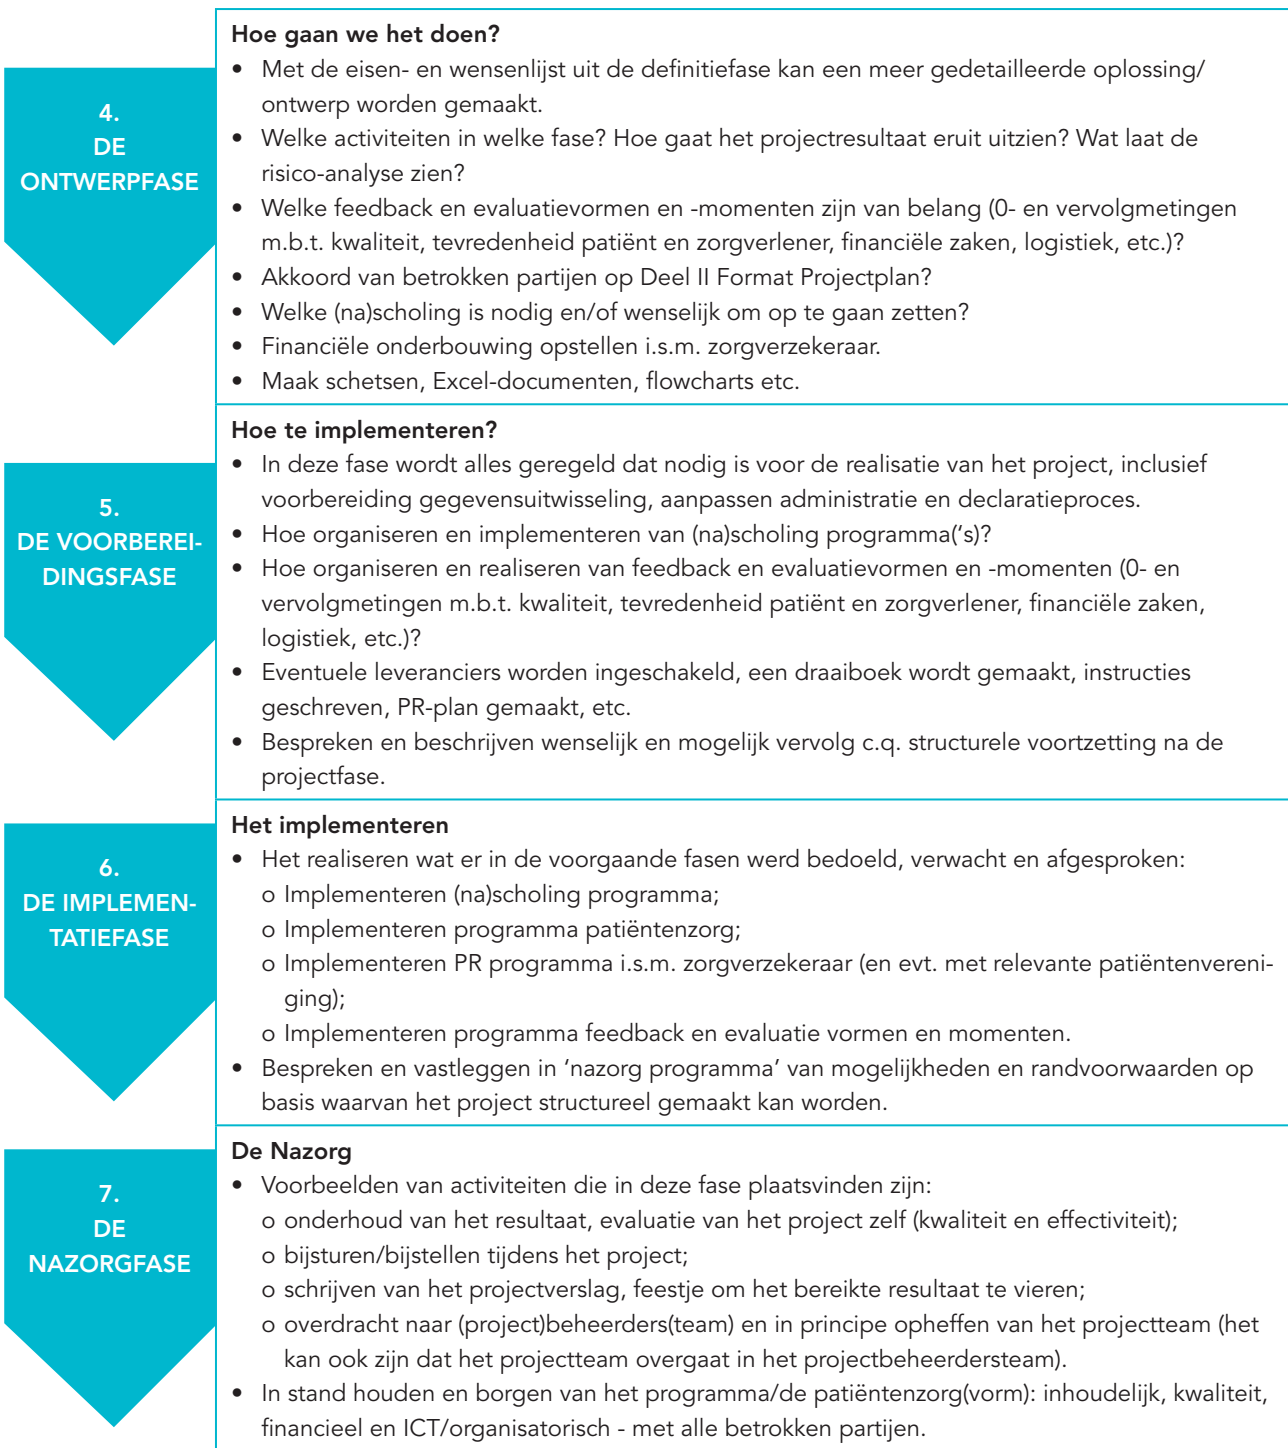 4.
DE
ONTWERPFASE
Hoe gaan we het doen?
• Met de eisen- en wensenlijst uit de definitiefase kan een meer gedetailleerde oplossing/
ontwerp worden gemaakt.
• Welke activiteiten in welke fase? Hoe gaat het projectresultaat eruit uitzien? Wat laat de
risico-analyse zien?
• Welke feedback en evaluatievormen en -momenten zijn van belang (0- en vervolgmetingen
m.b.t. kwaliteit, tevredenheid patiënt en zorgverlener, financiële zaken, logistiek, etc.)?
• Akkoord van betrokken partijen op Deel II Format Projectplan?
• Welke (na)scholing is nodig en/of wenselijk om op te gaan zetten?
• Financiële onderbouwing opstellen i.s.m. zorgverzekeraar.
• Maak schetsen, Excel-documenten, flowcharts etc.
5.
DE VOORBEREI-
DINGSFASE
Hoe te implementeren?
• In deze fase wordt alles geregeld dat nodig is voor de realisatie van het project, inclusief
voorbereiding gegevensuitwisseling, aanpassen administratie en declaratieproces.
• Hoe organiseren en implementeren van (na)scholing programma('s)?
• Hoe organiseren en realiseren van feedback en evaluatievormen en -momenten (0- en
vervolgmetingen m.b.t. kwaliteit, tevredenheid patiënt en zorgverlener, financiële zaken,
logistiek, etc.)?
• Eventuele leveranciers worden ingeschakeld, een draaiboek wordt gemaakt, instructies
geschreven, PR-plan gemaakt, etc.
• Bespreken en beschrijven wenselijk en mogelijk vervolg c.q. structurele voortzetting na de
projectfase.
6.
DE IMPLEMEN-
TATIEFASE
Het implementeren
• Het realiseren wat er in de voorgaande fasen werd bedoeld, verwacht en afgesproken:
o Implementeren (na)scholing programma;
o Implementeren programma patiëntenzorg;
o Implementeren PR programma i.s.m. zorgverzekeraar (en evt. met relevante patiëntenvereni-
ging);
o Implementeren programma feedback en evaluatie vormen en momenten.
• Bespreken en vastleggen in ‘nazorg programma’ van mogelijkheden en randvoorwaarden op
basis waarvan het project structureel gemaakt kan worden.
7.
DE
NAZORGFASE
De Nazorg
• Voorbeelden van activiteiten die in deze fase plaatsvinden zijn:
o onderhoud van het resultaat, evaluatie van het project zelf (kwaliteit en effectiviteit);
o bijsturen/bijstellen tijdens het project;
o schrijven van het projectverslag, feestje om het bereikte resultaat te vieren;
o overdracht naar (project)beheerders(team) en in principe opheffen van het projectteam (het
kan ook zijn dat het projectteam overgaat in het projectbeheerdersteam).
• In stand houden en borgen van het programma/de patiëntenzorg(vorm): inhoudelijk, kwaliteit,
financieel en ICT/organisatorisch - met alle betrokken partijen.